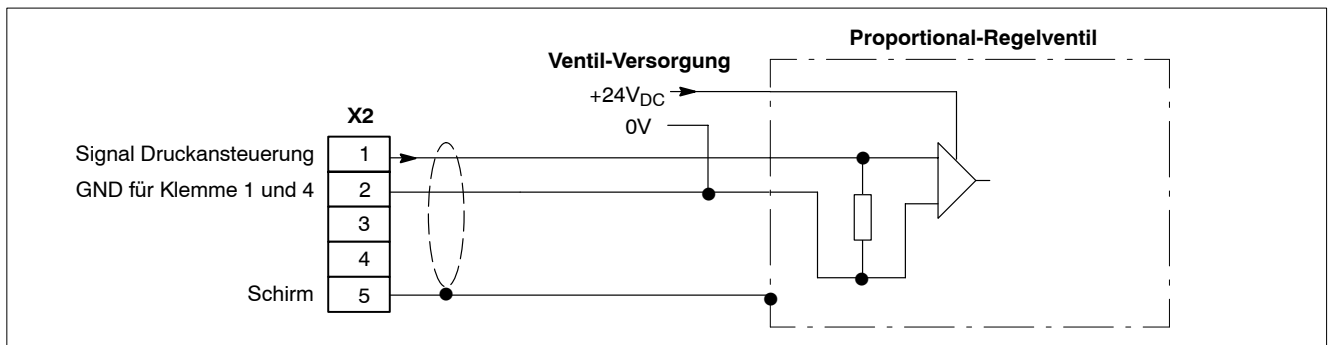 Proportional-Regelventil
Ventil-Versorgung
+24VDC
0V
X2
Signal Druckansteuerung 1
GND für Klemme 1 und 4 2
3
4
Schirm 5